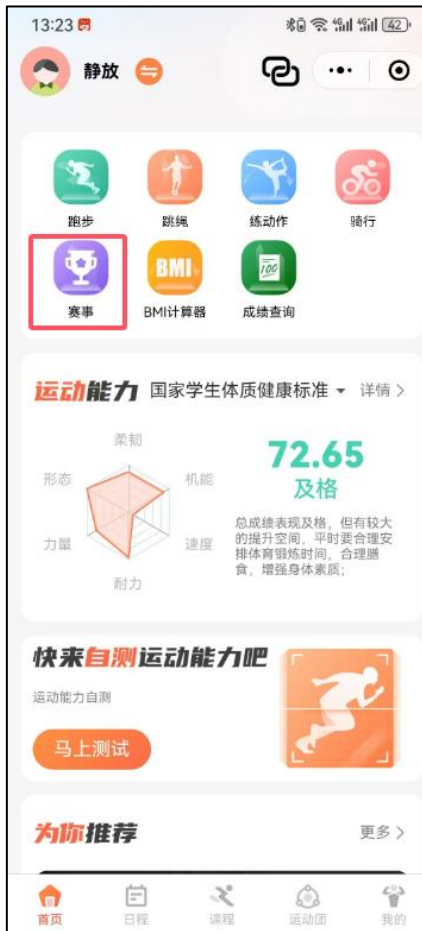 13:23
42
静放
跑步
跳绳
练动作
骑行
BMI
100
赛事
BMI计算器
成绩查询
运动能力 国家学生体质健康标准 详情 >
柔韧
形态
机能
力量
速度
耐力
72.65
及格
总成绩表现及格，但有较大
的提升空间，平时要合理安
排体育锻炼时间，合理膳
食，增强身体素质；
快来自测运动能力吧
运动能力自测
马上测试
为你推荐
更多 >
首页
日程
课程
运动团
我的